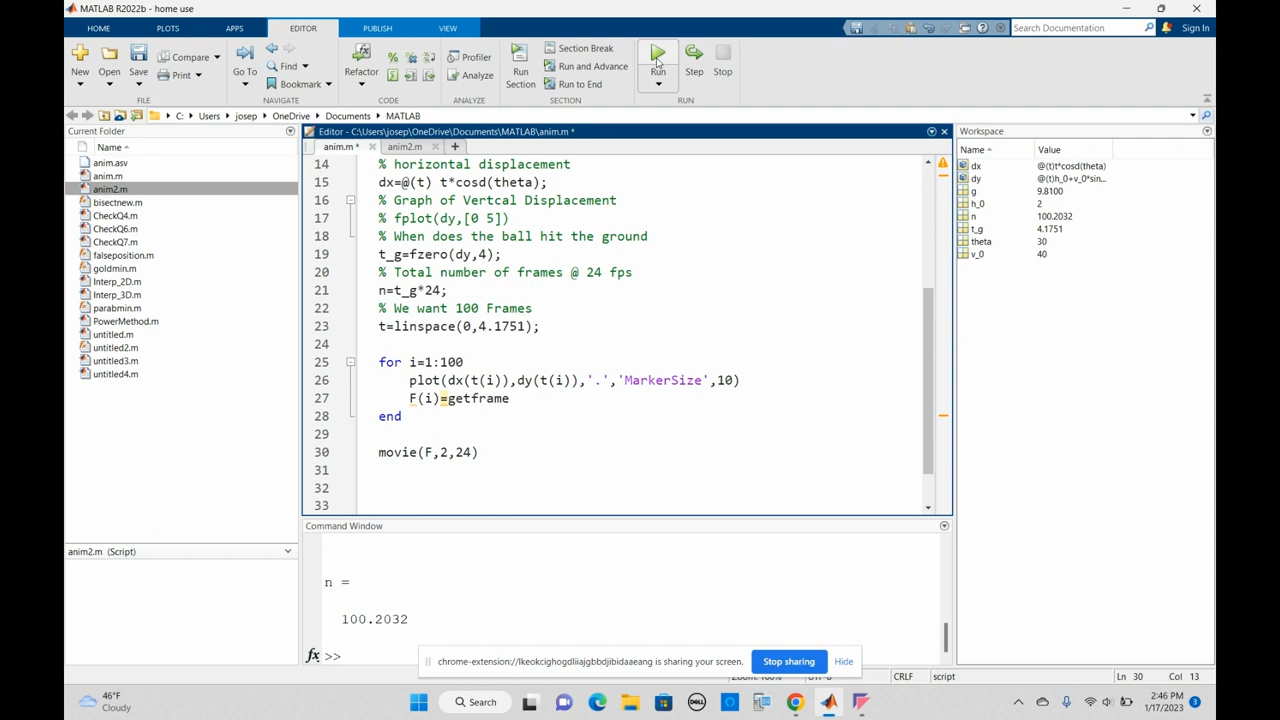 MATLAB R2022b - home use
HOME PLOTS APPS EDITOR PUBLISH VIEW
Search Documentation
Sign In
New Open Save
Compare
Print
FILE
Go To
Find
Bookmark
NAVIGATE
Refactor
CODE
Profiler
Analyze
ANALYZE
Run Section
Section Break
Run and Advance
Run to End
SECTION
Run Step Stop
RUN
C: Users josep OneDrive Documents MATLAB
Current Folder
Name
anim.asv
anim.m
anim2.m
bisectnew.m
CheckQ4.m
CheckQ6.m
CheckQ7.m
falseposition.m
goldmin.m
Interp_2D.m
Interp_3D.m
parabmin.m
PowerMethod.m
untitled.m
untitled2.m
untitled3.m
untitled4.m
anim2.m (Script)
Editor - C:\Users\josep\OneDrive\Documents\MATLAB\anim.m *
anim.m * anim2.m
14 % horizontal displacement
15 dx=@(t) t*cosd(theta);
16 % Graph of Vertcal Displacement
17 % fplot(dy,[0 5])
18 % When does the ball hit the ground
19 t_g=fzero(dy,4);
20 % Total number of frames @ 24 fps
21 n=t_g*24;
22 % We want 100 Frames
23 t=linspace(0,4.1751);
24
25 for i=1:100
26 plot(dx(t(i)),dy(t(i)),'.','MarkerSize',10)
27 F(i)=getframe
28 end
29
30 movie(F,2,24)
31
32
33
Command Window
n =
100.2032
fx >>
Workspace
Name Value
dx @(t)t*cosd(theta)
dy @(t)h_0+v_0*sin...
g 9.8100
h_0 2
n 100.2032
t_g 4.1751
theta 30
v_0 40
chrome-extension://lkeokcighogdliiajgbbdjibidaaeang is sharing your screen.
Stop sharing
Hide
CRLF script Ln 30 Col 13
46°F
Cloudy
Search
DELL
2:46 PM
1/17/2023
3